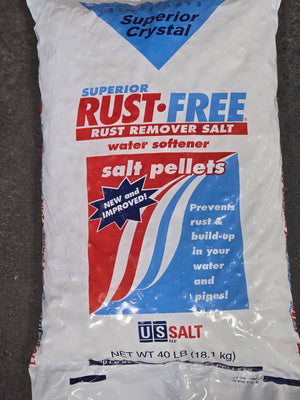 Superior
Crystal
SUPERIOR
RUST•FREE®
RUST REMOVER SALT
water softener
salt pellets
NEW and
IMPROVED!
Prevents
rust &
build-up
in your
water
and
pipes!
US SALT
LLC
NET WT 40 LB (18.1 kg)